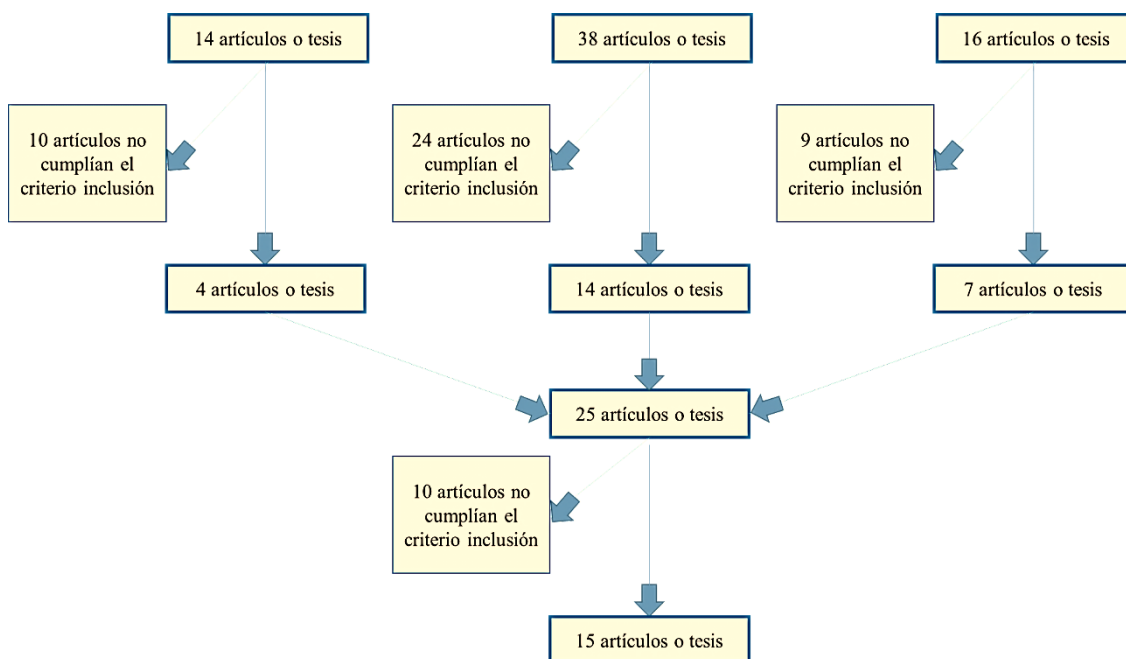 14 artículos o tesis
38 artículos o tesis
16 artículos o tesis
10 artículos no
cumplían el
criterio inclusión
24 artículos no
cumplían el
criterio inclusión
9 artículos no
cumplían el
criterio inclusión
4 artículos o tesis
14 artículos o tesis
7 artículos o tesis
25 artículos o tesis
10 artículos no
cumplían el
criterio inclusión
15 artículos o tesis